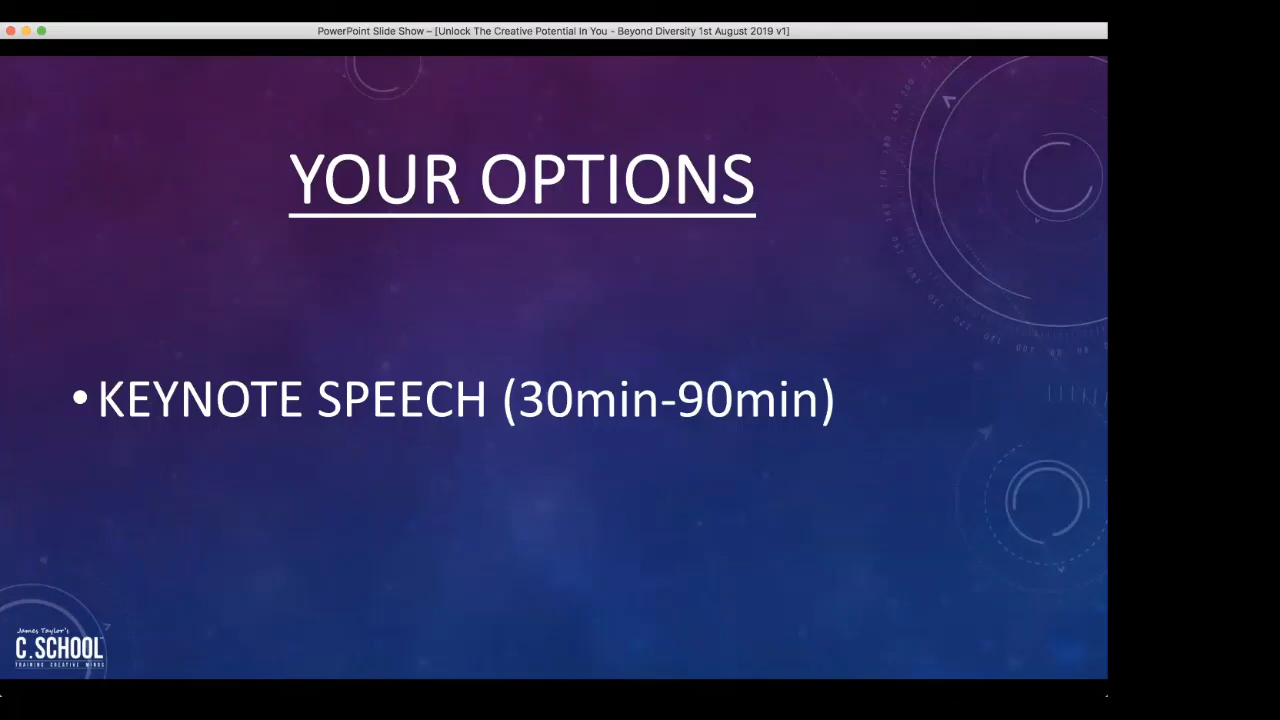 PowerPoint Slide Show – [Unlock The Creative Potential In You - Beyond Diversity 1st August 2019 v1]
YOUR OPTIONS
• KEYNOTE SPEECH (30min-90min)
James Taylor's
C.SCHOOL
TRAINING CREATIVE MINDS